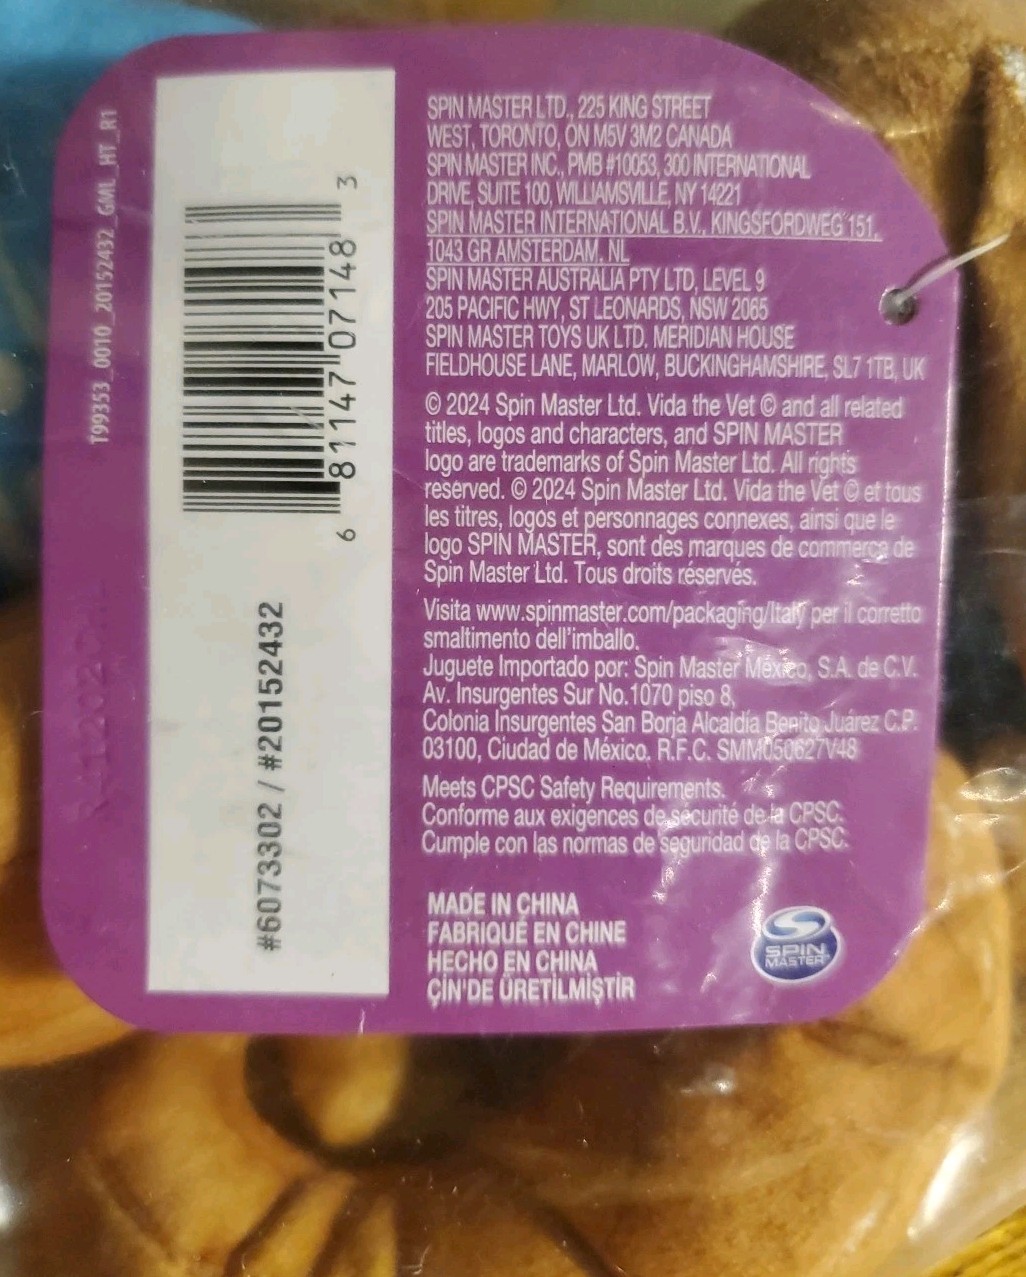 T99353_0010_20152432_GML_HT_R1
6 81147 07148 3
#6073302 / #20152432
SPIN MASTER LTD., 225 KING STREET
WEST, TORONTO, ON M5V 3M2 CANADA
SPIN MASTER INC., PMB #10053, 300 INTERNATIONAL
DRIVE, SUITE 100, WILLIAMSVILLE, NY 14221
SPIN MASTER INTERNATIONAL B.V., KINGSFORDWEG 151,
1043 GR AMSTERDAM, NL
SPIN MASTER AUSTRALIA PTY LTD, LEVEL 9
205 PACIFIC HWY, ST LEONARDS, NSW 2065
SPIN MASTER TOYS UK LTD. MERIDIAN HOUSE
FIELDHOUSE LANE, MARLOW, BUCKINGHAMSHIRE, SL7 1TB, UK
© 2024 Spin Master Ltd. Vida the Vet © and all related
titles, logos and characters, and SPIN MASTER
logo are trademarks of Spin Master Ltd. All rights
reserved. © 2024 Spin Master Ltd. Vida the Vet © et tous
les titres, logos et personnages connexes, ainsi que le
logo SPIN MASTER, sont des marques de commerce de
Spin Master Ltd. Tous droits réservés.
Visita www.spinmaster.com/packaging/Italy per il corretto
smaltimento dell'imballo.
Juguete Importado por: Spin Master México, S.A. de C.V.
Av. Insurgentes Sur No.1070 piso 8,
Colonia Insurgentes San Borja Alcaldía Benito Juárez C.P.
03100, Ciudad de México. R.F.C. SMM050627V48
Meets CPSC Safety Requirements.
Conforme aux exigences de sécurité de la CPSC.
Cumple con las normas de seguridad de la CPSC.
MADE IN CHINA
FABRIQUÉ EN CHINE
HECHO EN CHINA
ÇİN'DE ÜRETİLMİŞTİR
SPIN
MASTER